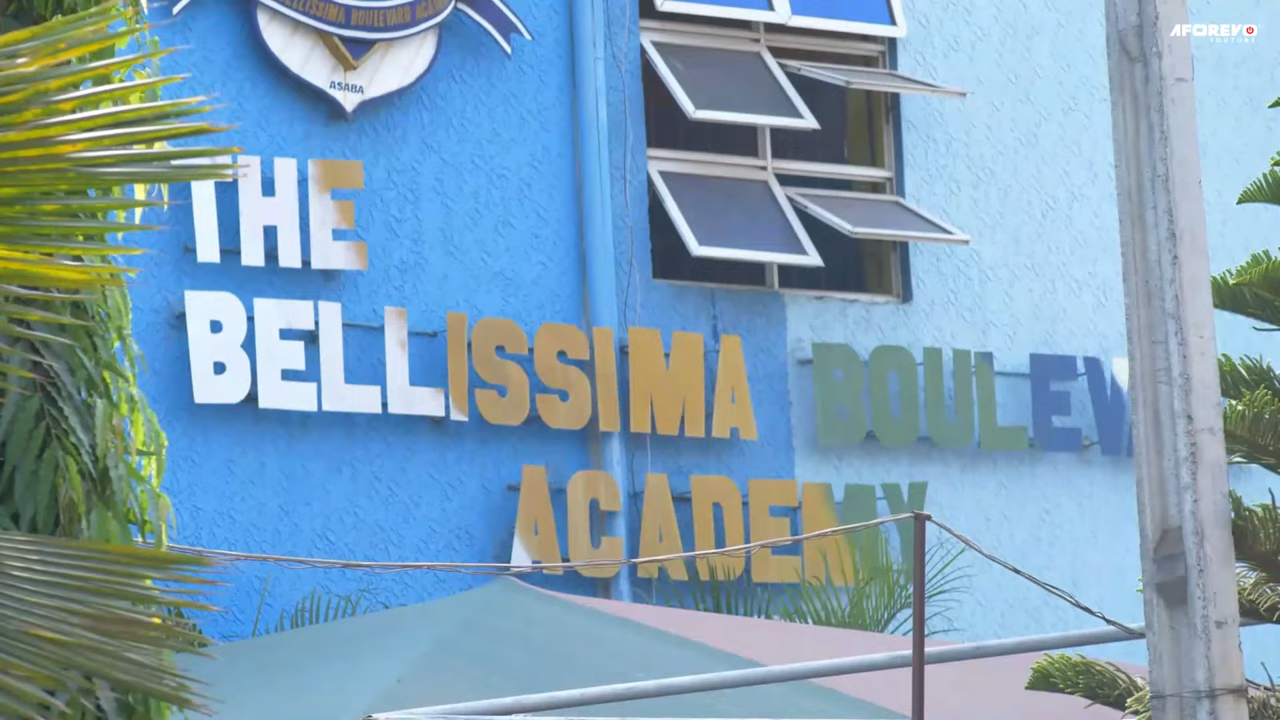 BELLISSIMA BOULEVARD ACADEMY
ASABA
AFOREVO
YOUTUBE
THE
BELLISSIMA BOULEV
ACADEMY